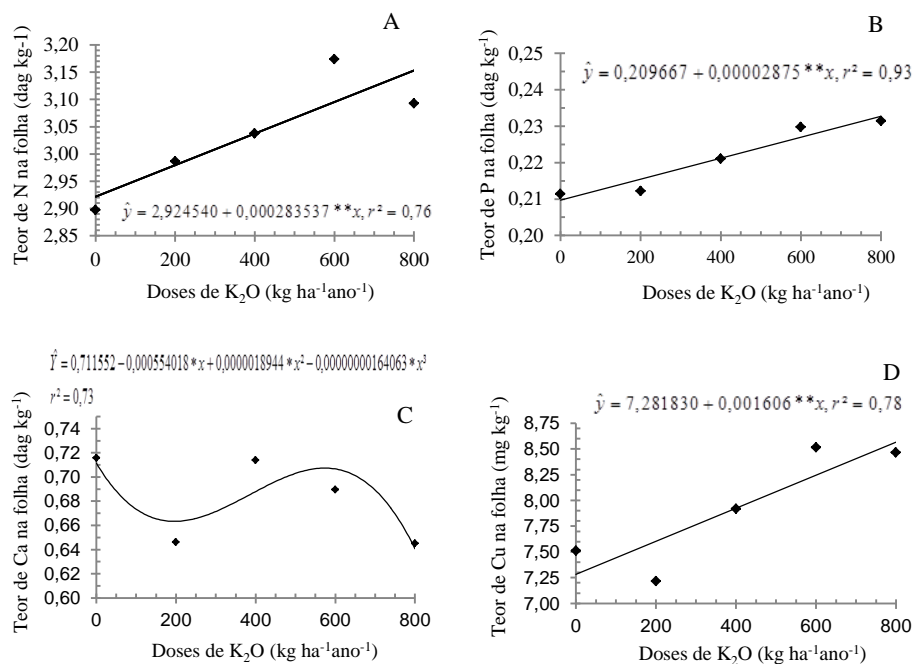 A
Teor de N na folha (dag kg-1)
3,20
3,15
3,10
3,05
3,00
2,95
2,90
2,85
ŷ = 2,924540 + 0,000283537 **x, r² = 0,76
0 200 400 600 800
Doses de K₂O (kg ha⁻¹ano⁻¹)
B
Teor de P na folha (dag kg⁻¹)
ŷ = 0,209667 + 0,00002875 **x, r² = 0,93
0,25
0,24
0,23
0,22
0,21
0,20
0 200 400 600 800
Doses de K₂O (kg ha⁻¹ano⁻¹)
Ŷ = 0,711552 – 0,000554018 * x + 0,0000018944 * x² – 0,00000000164063 * x³
r² = 0,73
C
Teor de Ca na folha (dag kg⁻¹)
0,74
0,72
0,70
0,68
0,66
0,64
0,62
0,60
0 200 400 600 800
Doses de K₂O (kg ha⁻¹ano⁻¹)
D
ŷ = 7,281830 + 0,001606 **x, r² = 0,78
Teor de Cu na folha (mg kg⁻¹)
8,75
8,50
8,25
8,00
7,75
7,50
7,25
7,00
0 200 400 600 800
Doses de K₂O (kg ha⁻¹ano⁻¹)